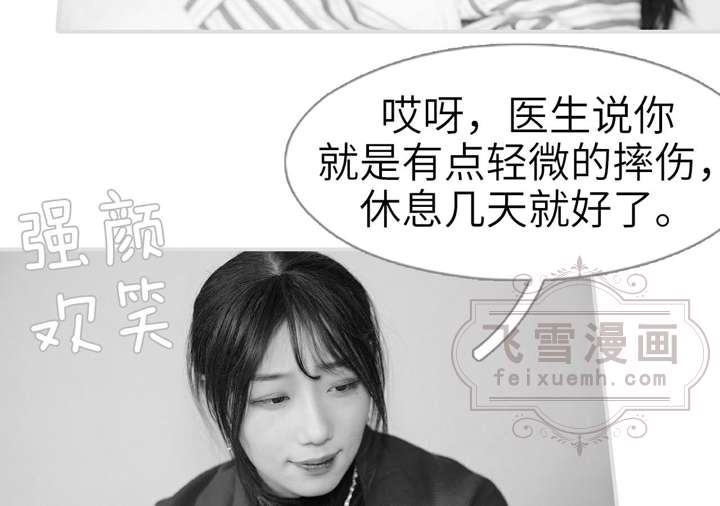 哎呀，医生说你
就是有点轻微的摔伤，
休息几天就好了。
强颜
欢笑
飞雪漫画
feixuemh.com